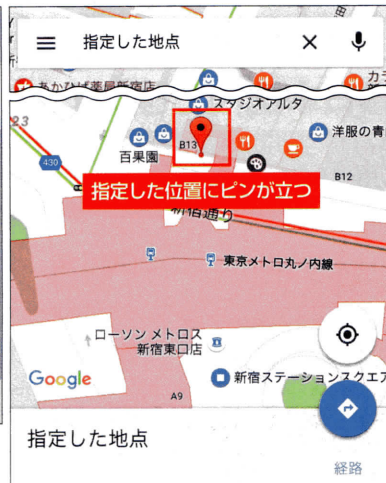 指定した地点
あかひげ薬局新宿店
カラ
スタジオアルタ
23
B13
洋服の青
百果園
430
B12
指定した位置にピンが立つ
新宿通り
東京メトロ丸ノ内線
ローソン メトロス
新宿東口店
Google
新宿ステーションスクエア
A9
指定した地点
経路